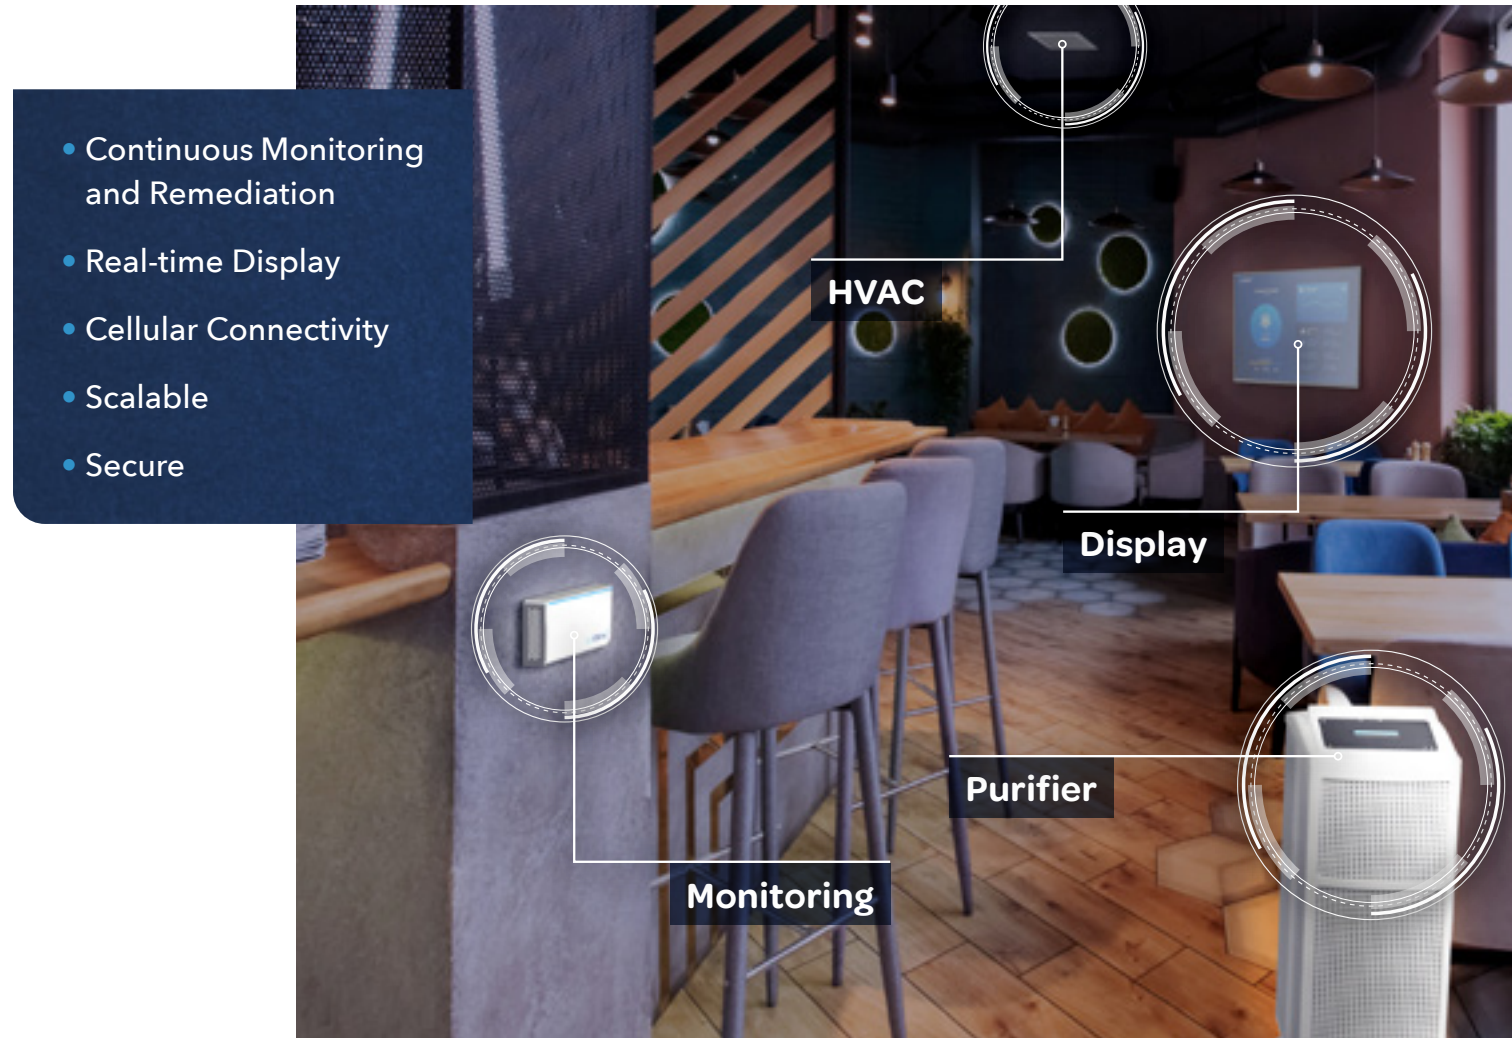 • Continuous Monitoring
and Remediation
• Real-time Display
• Cellular Connectivity
• Scalable
• Secure
HVAC
Display
Purifier
Monitoring